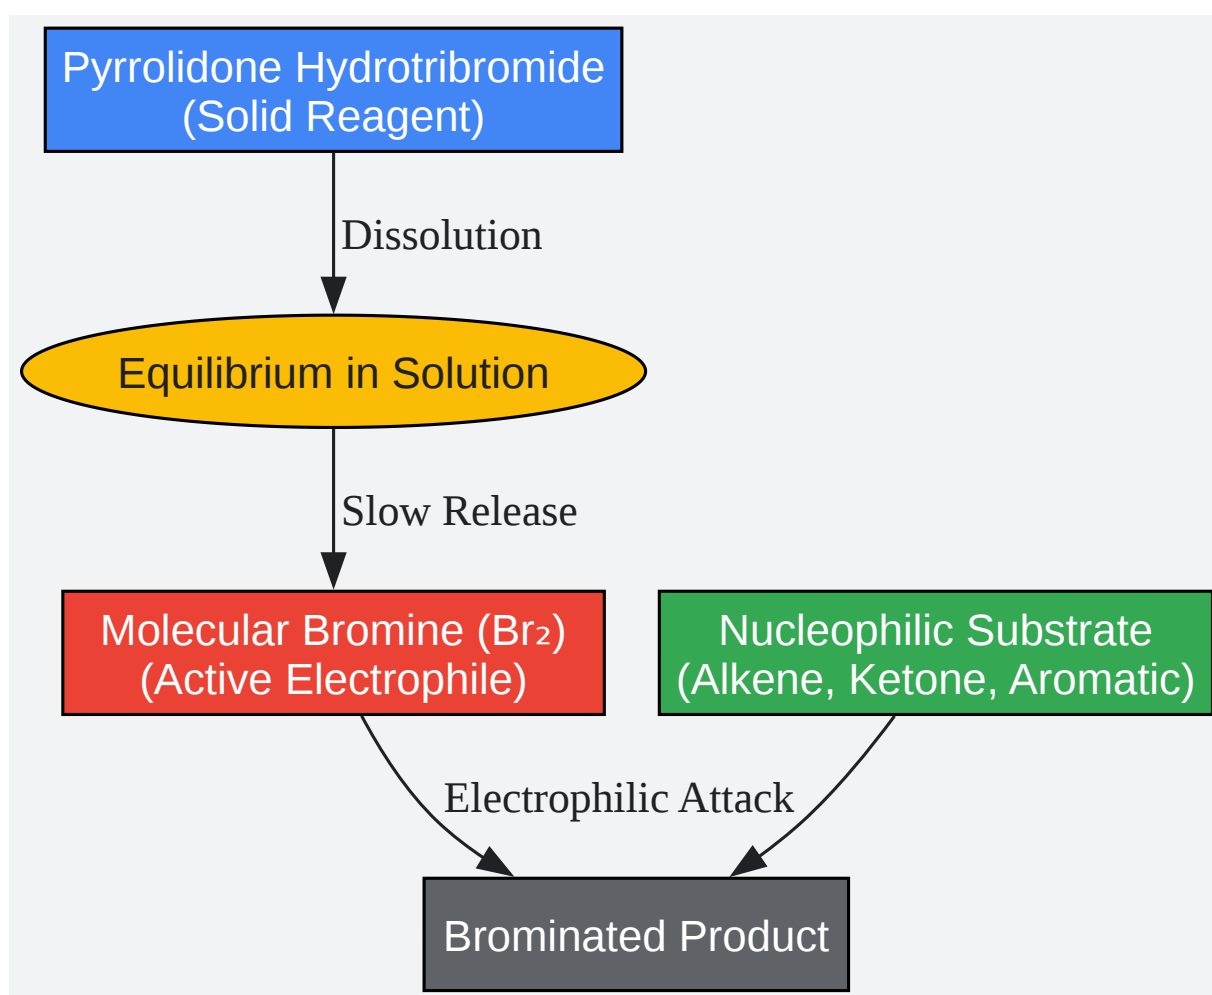 Pyrrolidone Hydrotribromide
(Solid Reagent)
Dissolution
Equilibrium in Solution
Slow Release
Molecular Bromine (Br₂)
(Active Electrophile)
Nucleophilic Substrate
(Alkene, Ketone, Aromatic)
Electrophilic Attack
Brominated Product